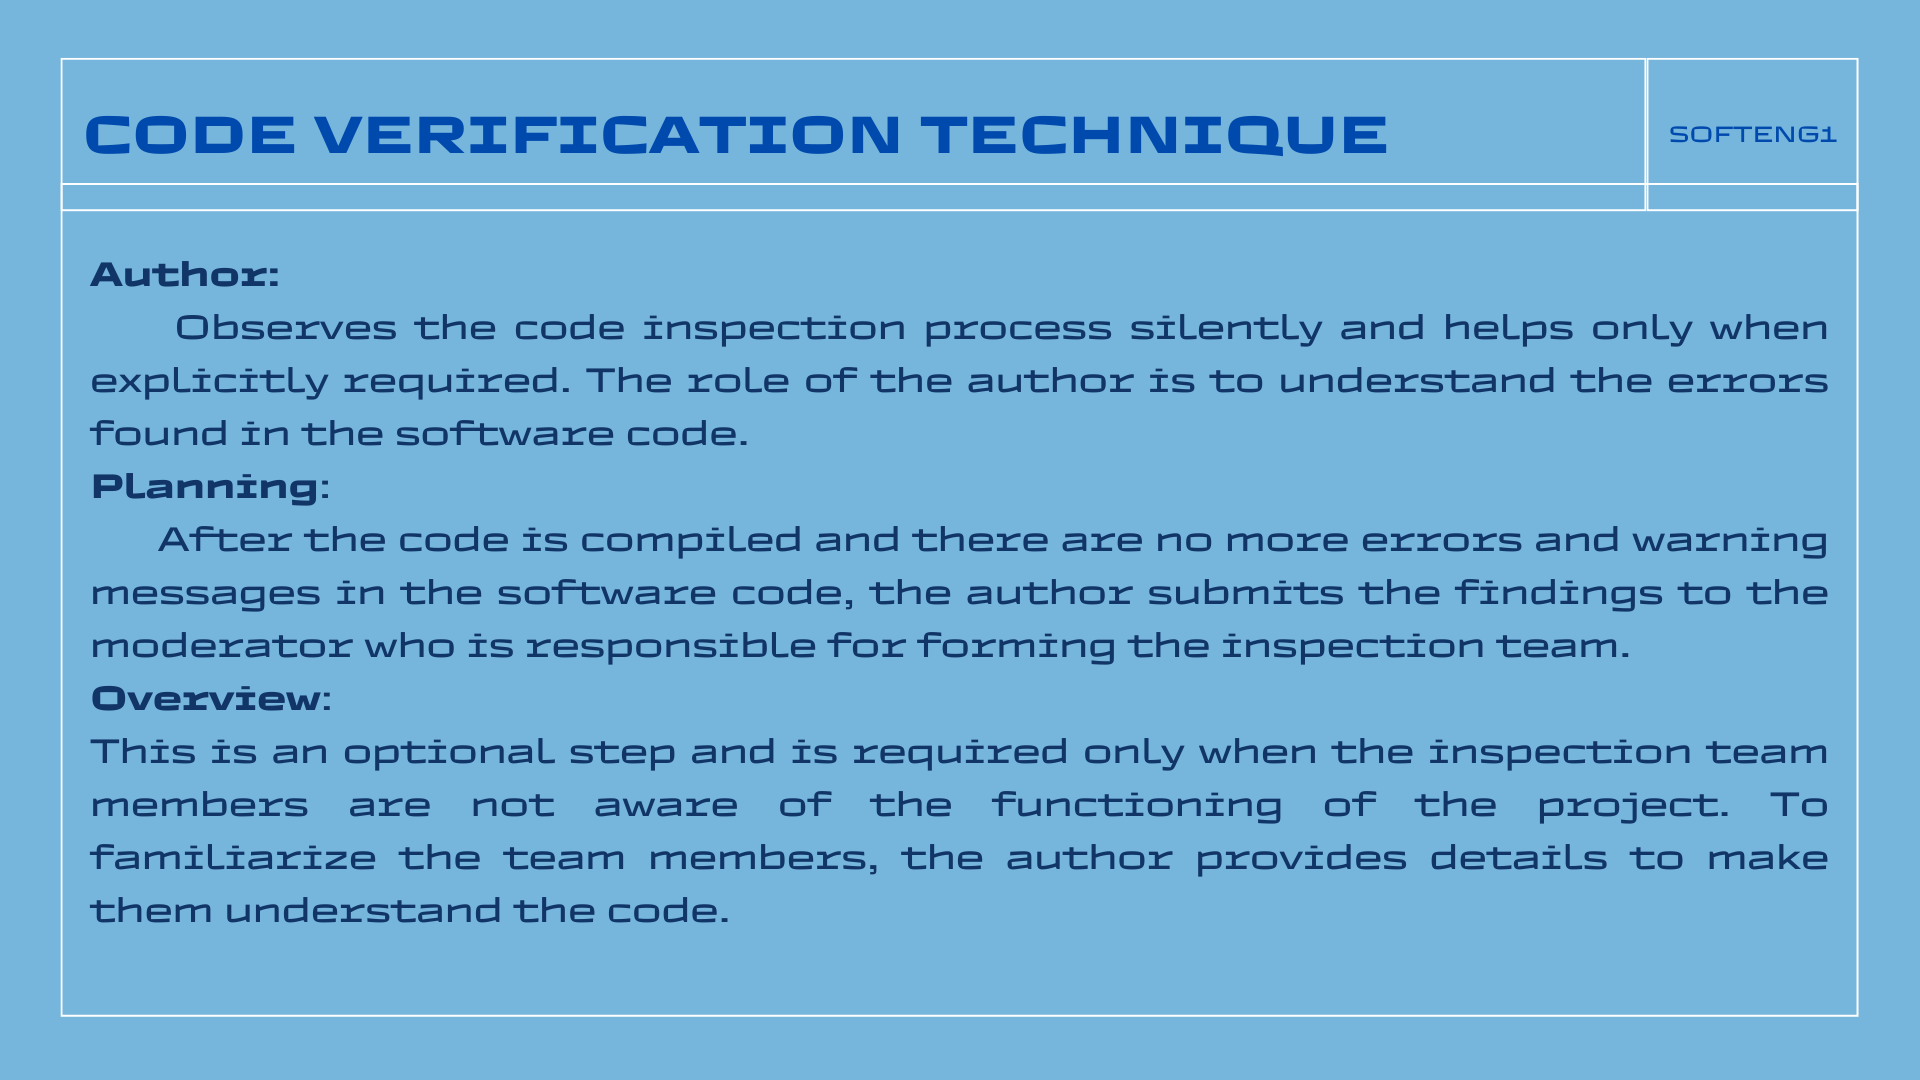 CODE VERIFICATION TECHNIQUE
SOFTENG1
Author:
Observes the code inspection process silently and helps only when
explicitly required. The role of the author is to understand the errors
found in the software code.
Planning:
After the code is compiled and there are no more errors and warning
messages in the software code, the author submits the findings to the
moderator who is responsible for forming the inspection team.
Overview:
This is an optional step and is required only when the inspection team
members are not aware of the functioning of the project. To
familiarize the team members, the author provides details to make
them understand the code.